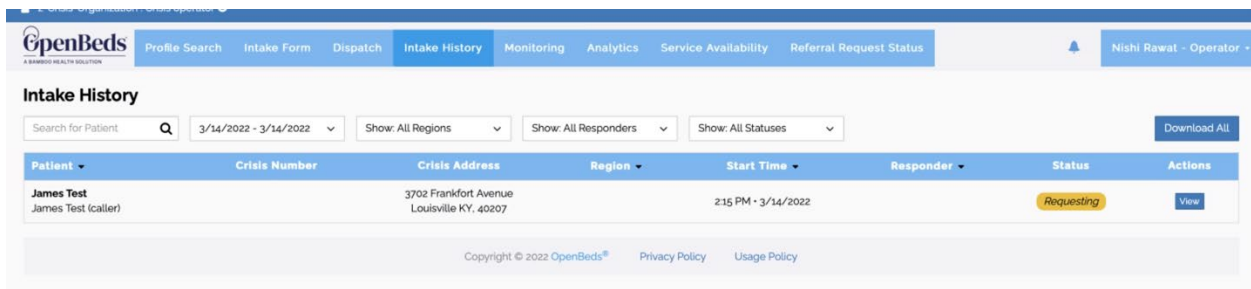 OpenBeds
A BAMBOO HEALTH SOLUTION
Profile Search Intake Form Dispatch Intake History Monitoring Analytics Service Availability Referral Request Status Nishi Rawat - Operator
Intake History
Search for Patient 3/14/2022 - 3/14/2022 Show: All Regions Show: All Responders Show: All Statuses Download All
Patient Crisis Number Crisis Address Region Start Time Responder Status Actions
James Test 3702 Frankfort Avenue 2:15 PM • 3/14/2022 Requesting View
James Test (caller) Louisville KY, 40207
Copyright © 2022 OpenBeds® Privacy Policy Usage Policy